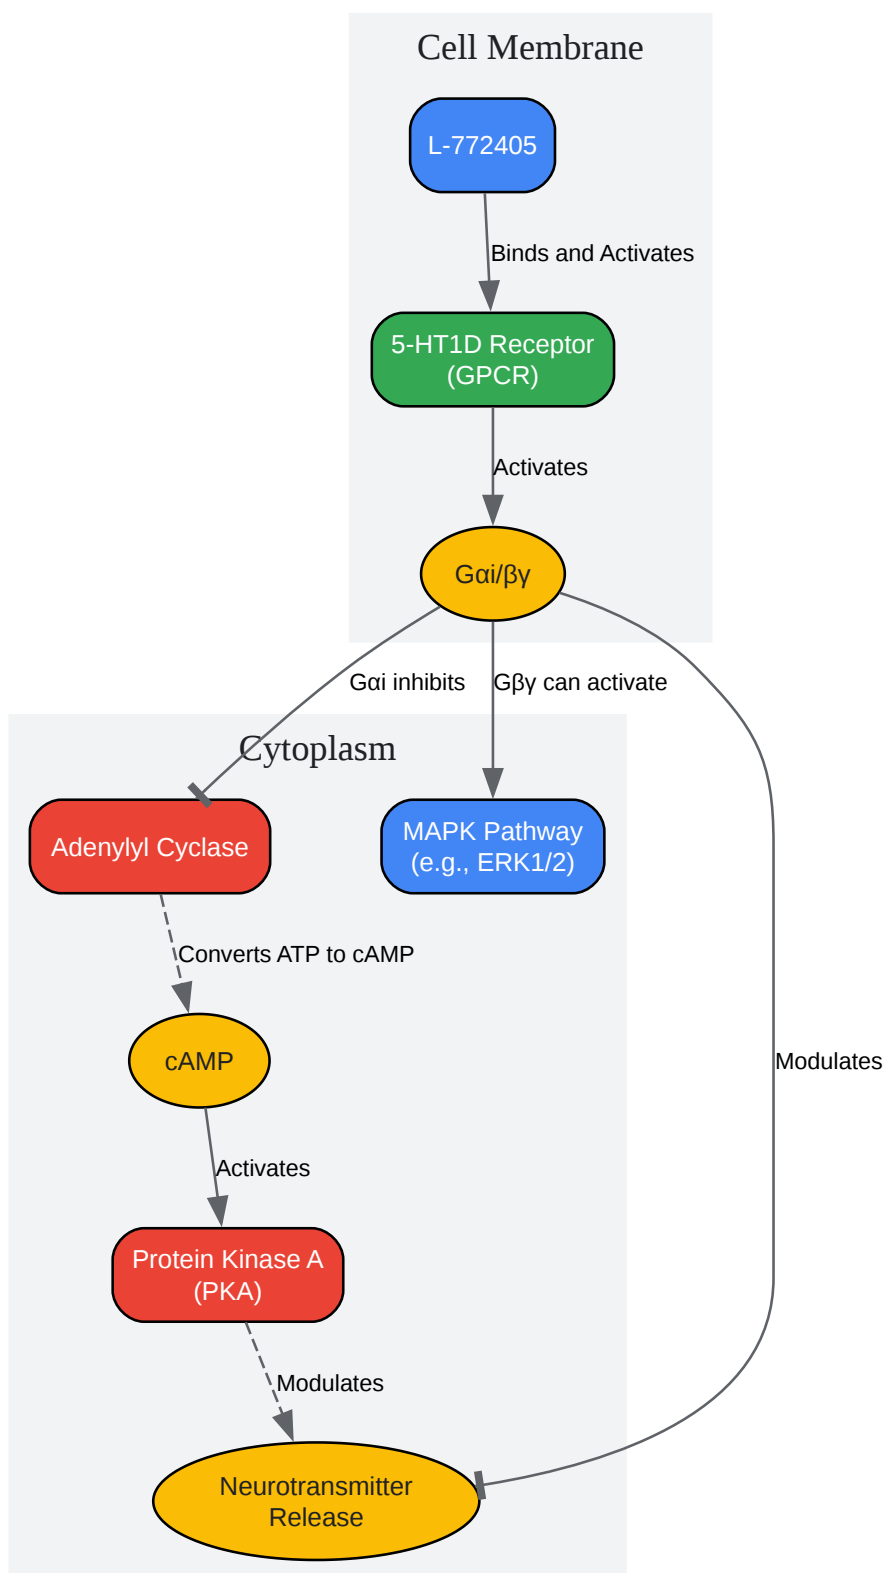 Cell Membrane
L-772405
Binds and Activates
5-HT1D Receptor
(GPCR)
Activates
Gαi/βγ
Gαi inhibits
Gβγ can activate
Cytoplasm
Adenylyl Cyclase
MAPK Pathway
(e.g., ERK1/2)
Converts ATP to cAMP
cAMP
Modulates
Activates
Protein Kinase A
(PKA)
Modulates
Neurotransmitter
Release